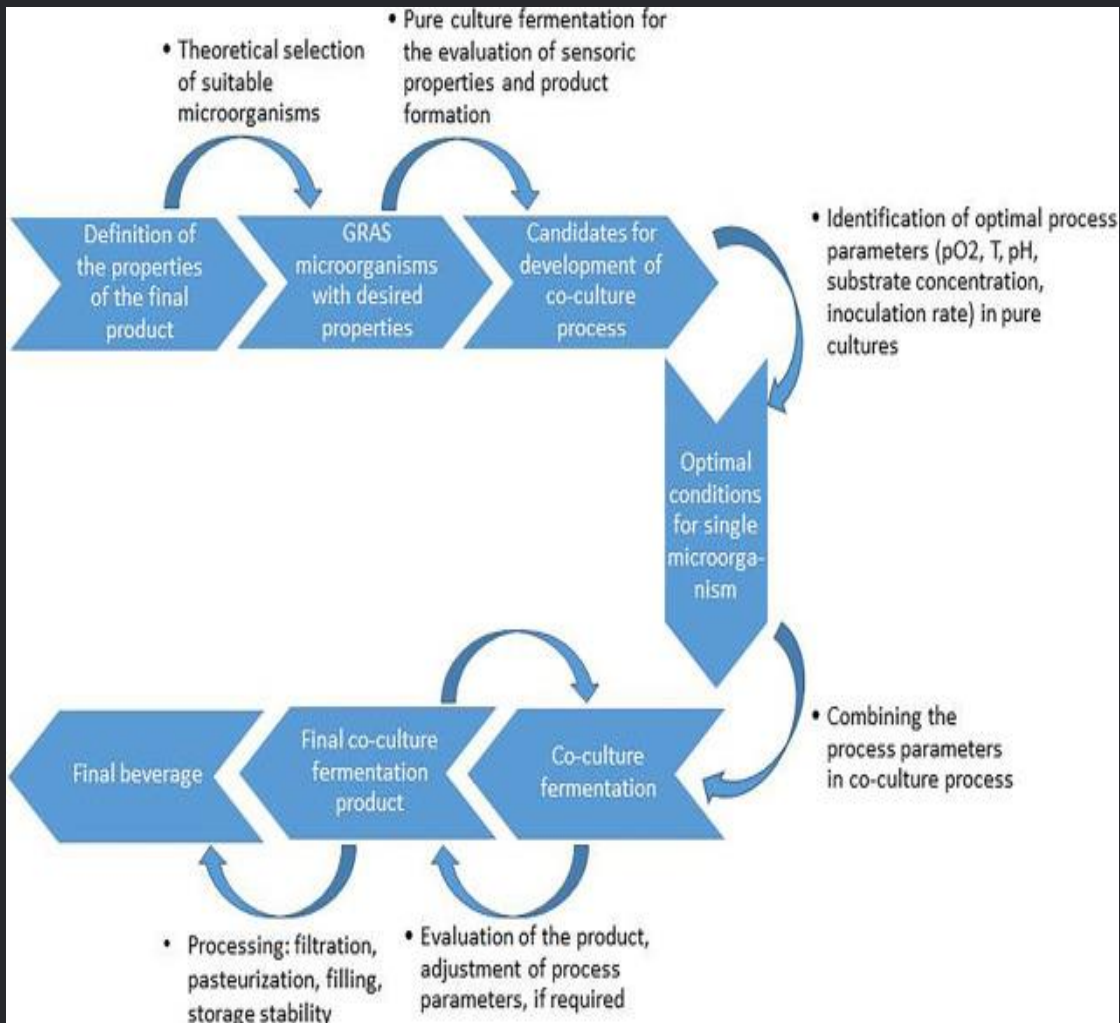 • Theoretical selection
of suitable
microorganisms
• Pure culture fermentation for
the evaluation of sensoric
properties and product
formation
Definition of
the properties
of the final
product
GRAS
microorganisms
with desired
properties
Candidates for
development of
co-culture
process
• Identification of optimal process
parameters (pO2, T, pH,
substrate concentration,
inoculation rate) in pure
cultures
Optimal
conditions
for single
microorga-
nism
• Combining the
process parameters
in co-culture process
Co-culture
fermentation
Final co-culture
fermentation
product
Final beverage
• Evaluation of the product,
adjustment of process
parameters, if required
• Processing: filtration,
pasteurization, filling,
storage stability